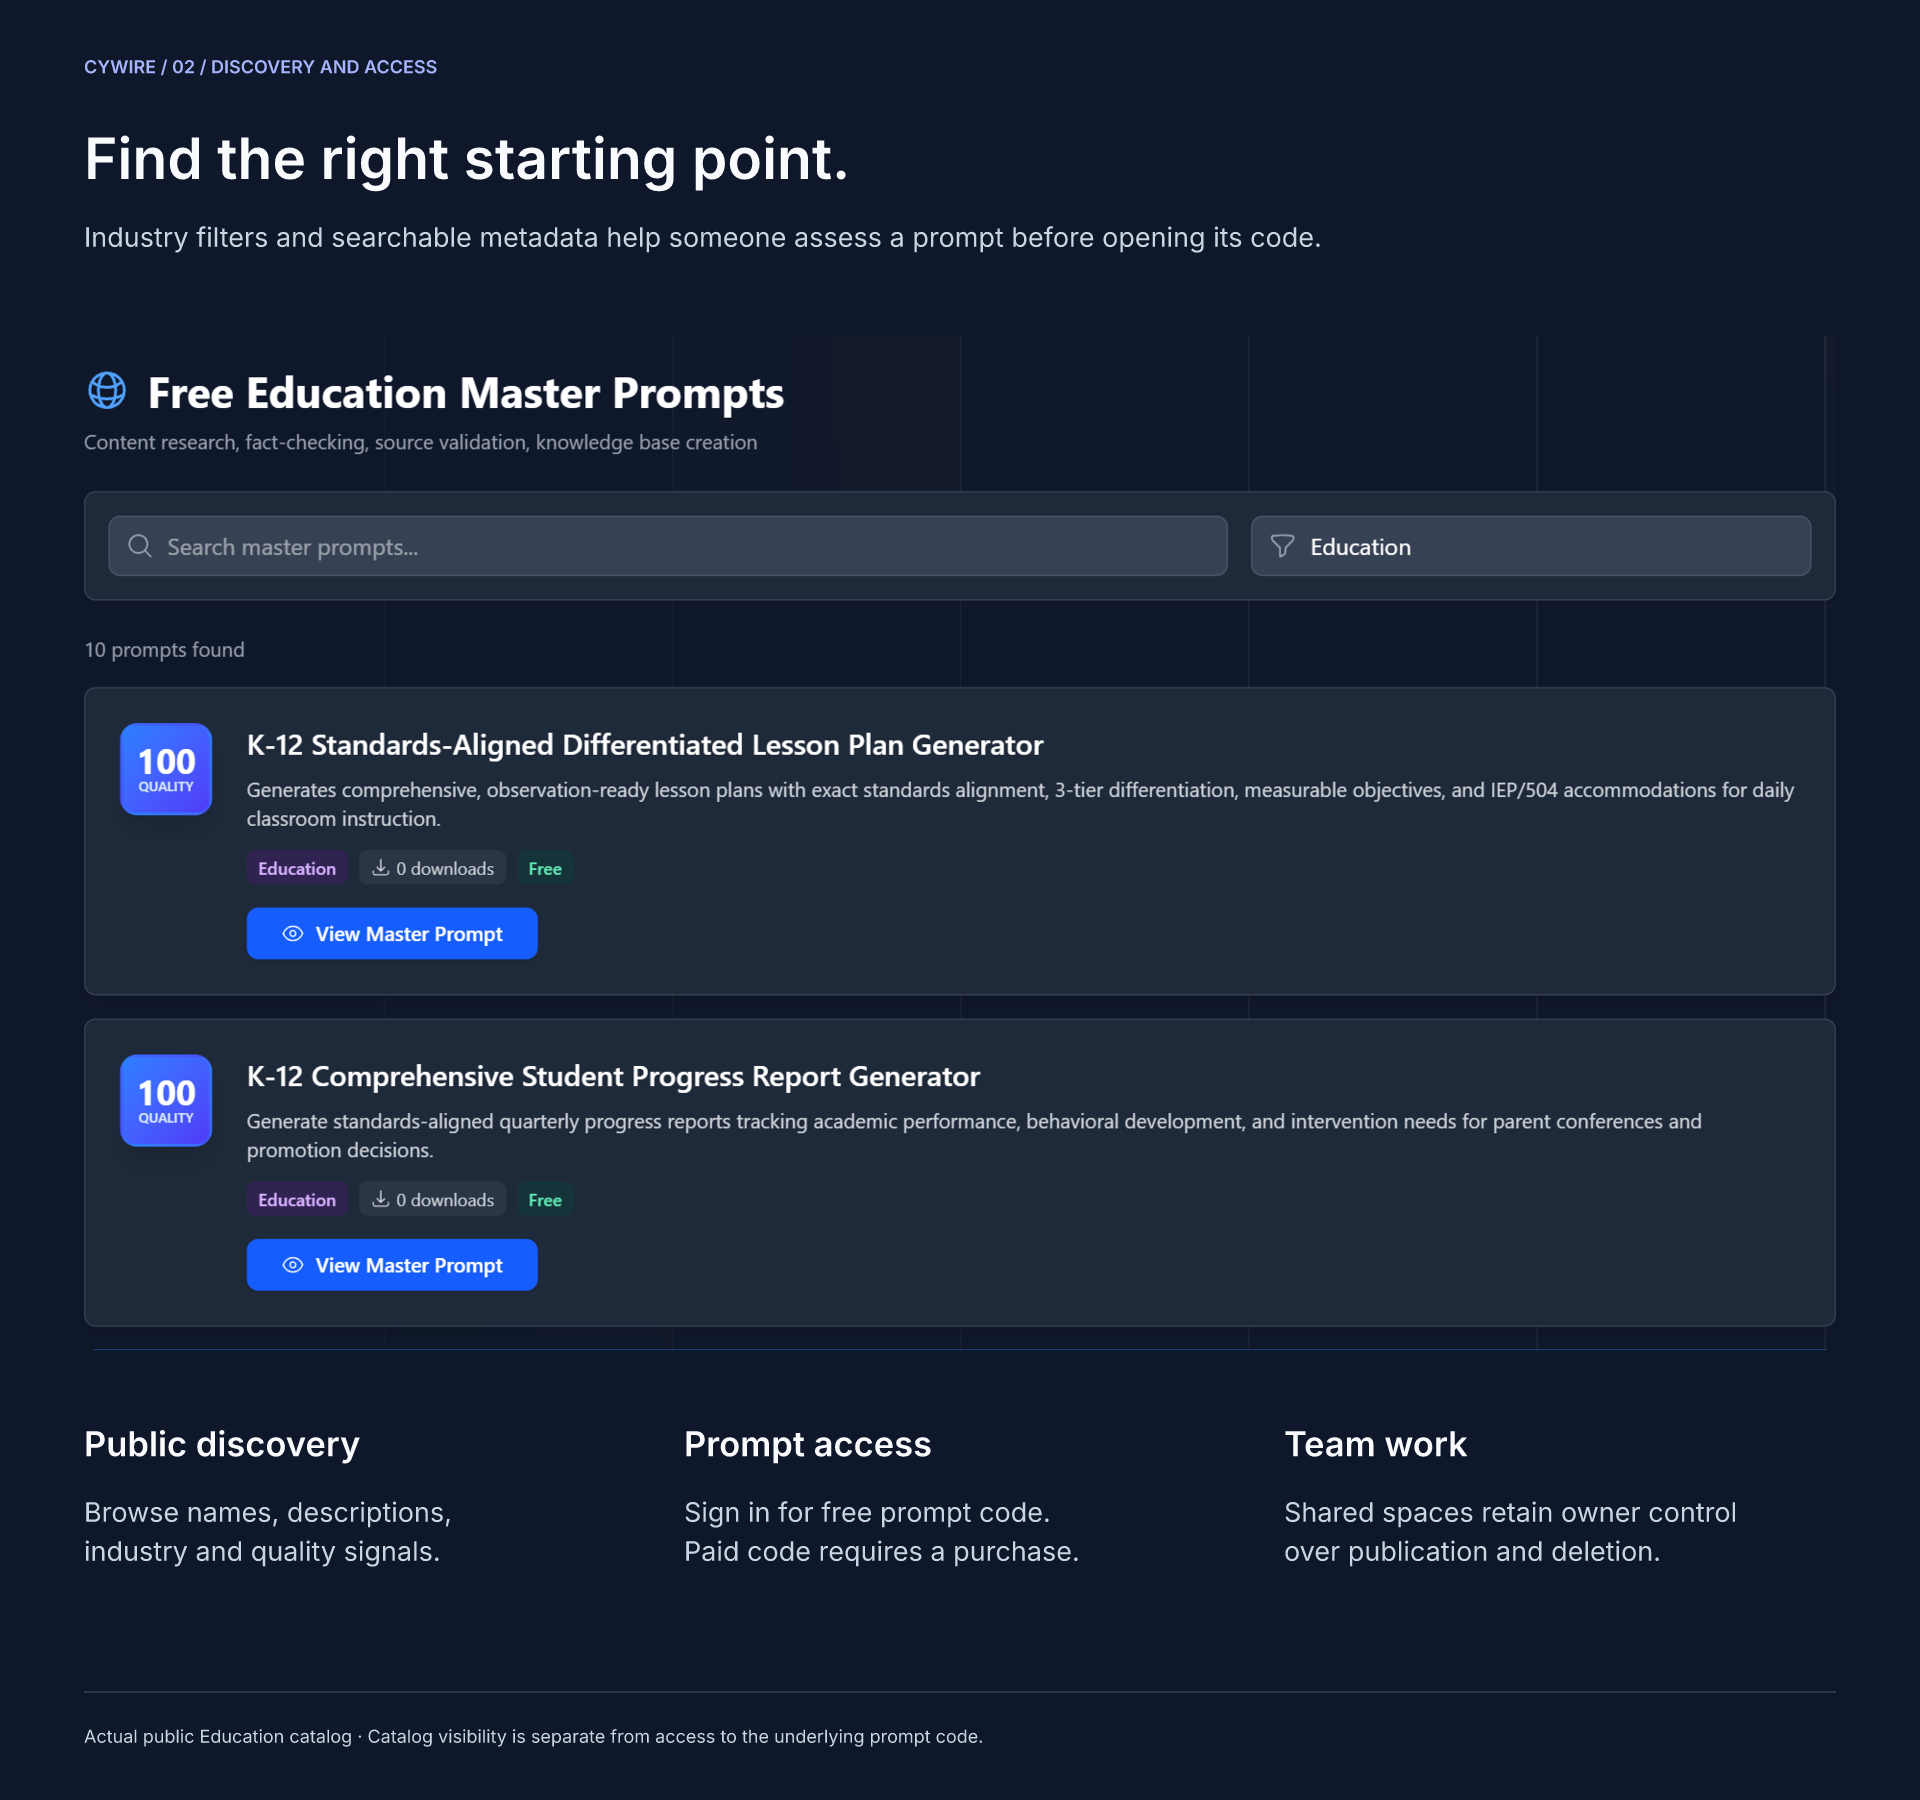 CYWIRE / 02 / DISCOVERY AND ACCESS
Find the right starting point.
Industry filters and searchable metadata help someone assess a prompt before opening its code.
Free Education Master Prompts
Content research, fact-checking, source validation, knowledge base creation
Search master prompts...
Education
10 prompts found
100
QUALITY
K-12 Standards-Aligned Differentiated Lesson Plan Generator
Generates comprehensive, observation-ready lesson plans with exact standards alignment, 3-tier differentiation, measurable objectives, and IEP/504 accommodations for daily
classroom instruction.
Education
0 downloads
Free
View Master Prompt
100
QUALITY
K-12 Comprehensive Student Progress Report Generator
Generate standards-aligned quarterly progress reports tracking academic performance, behavioral development, and intervention needs for parent conferences and
promotion decisions.
Education
0 downloads
Free
View Master Prompt
Public discovery
Browse names, descriptions,
industry and quality signals.
Prompt access
Sign in for free prompt code.
Paid code requires a purchase.
Team work
Shared spaces retain owner control
over publication and deletion.
Actual public Education catalog · Catalog visibility is separate from access to the underlying prompt code.